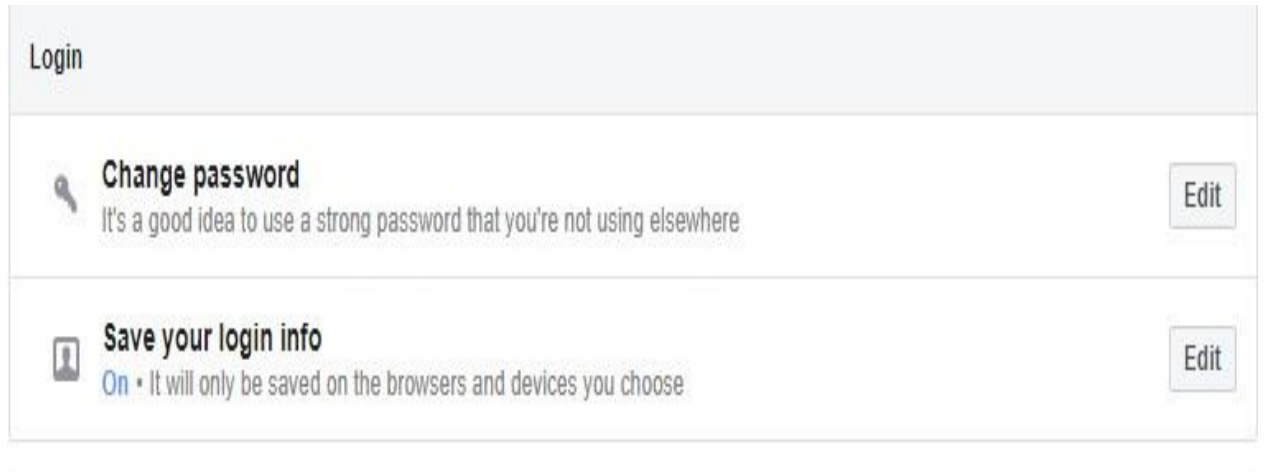 Login
Change password
It's a good idea to use a strong password that you're not using elsewhere
Edit
Save your login info
On • It will only be saved on the browsers and devices you choose
Edit